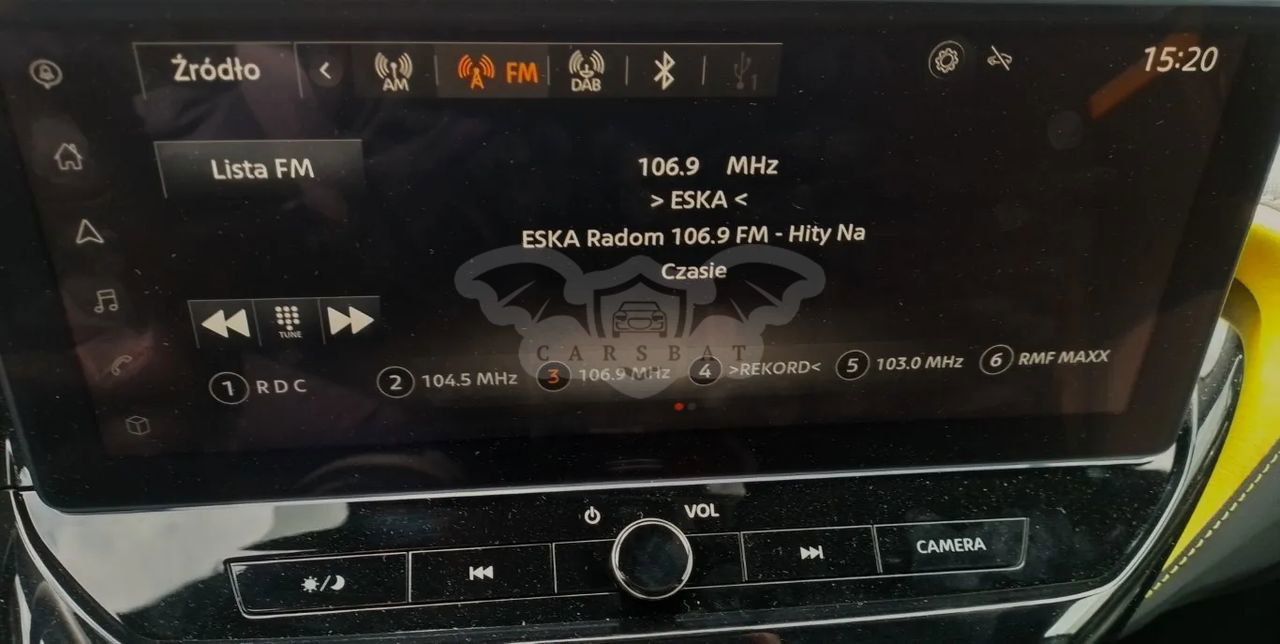 Źródło
AM
FM
DAB
1
15:20
Lista FM
106.9 MHz
> ESKA <
ESKA Radom 106.9 FM - Hity Na
Czasie
TUNE
CARSBAT
1 RDC
2 104.5 MHz
3 106.9 MHz
4 >REKORD<
5 103.0 MHz
6 RMF MAXX
VOL
CAMERA